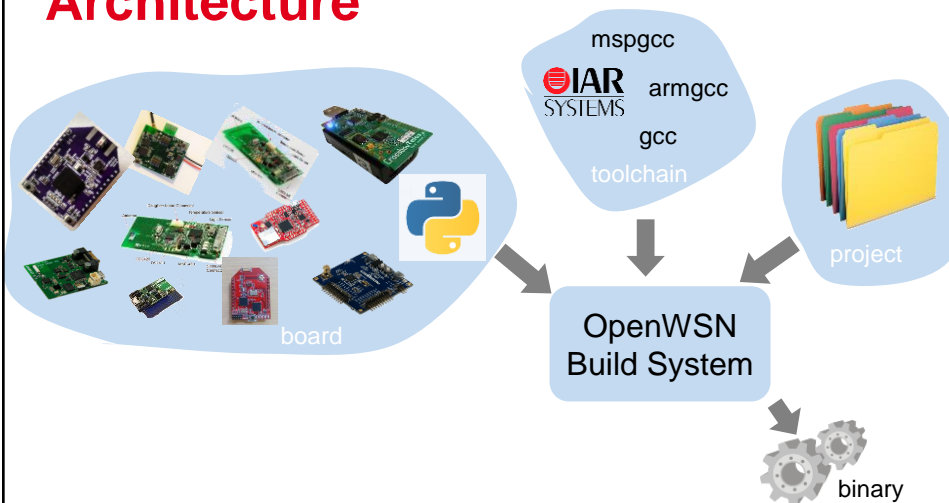 Architecture
mspgcc
IAR
SYSTEMS
armgcc
gcc
toolchain
project
board
OpenWSN
Build System
binary